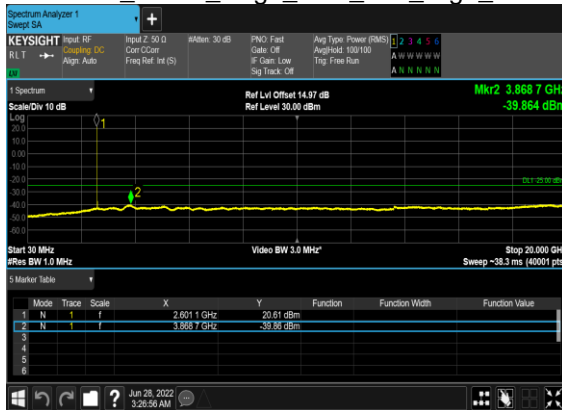 Spectrum Analyzer 1
Swept SA
+
KEYSIGHT Input: RF Input Z: 50 Ω #Atten: 30 dB PNO: Fast Avg Type: Power (RMS) 1 2 3 4 5 6
RLT Coupling: DC Corr CCorr Gate: Off Avg|Hold: 100/100 A W W W W W
Align: Auto Freq Ref: Int (S) IF Gain: Low Trig: Free Run
Sig Track: Off A N N N N N
1 Spectrum Ref Lvl Offset 14.97 dB Mkr2 3.868 7 GHz
Scale/Div 10 dB Ref Level 30.00 dBm -39.864 dBm
Log
20.0
10.0
0.00
-10.0
-20.0
-30.0
-40.0
-50.0
-60.0
1
2
DL1 -25.00 dBm
Start 30 MHz Video BW 3.0 MHz* Stop 20.000 GHz
#Res BW 1.0 MHz Sweep ~38.3 ms (40001 pts)
5 Marker Table
Mode Trace Scale X Y Function Function Width Function Value
1 N 1 f 2.601 1 GHz 20.61 dBm
2 N 1 f 3.868 7 GHz -39.86 dBm
3
4
5
6
? Jun 28, 2022
3:26:56 AM